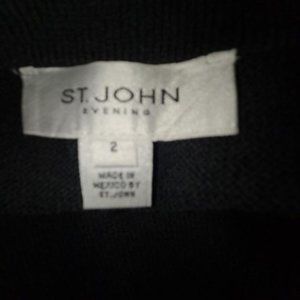 ST. JOHN
EVENING
2
MADE IN
MEXICO BY
ST. JOHN